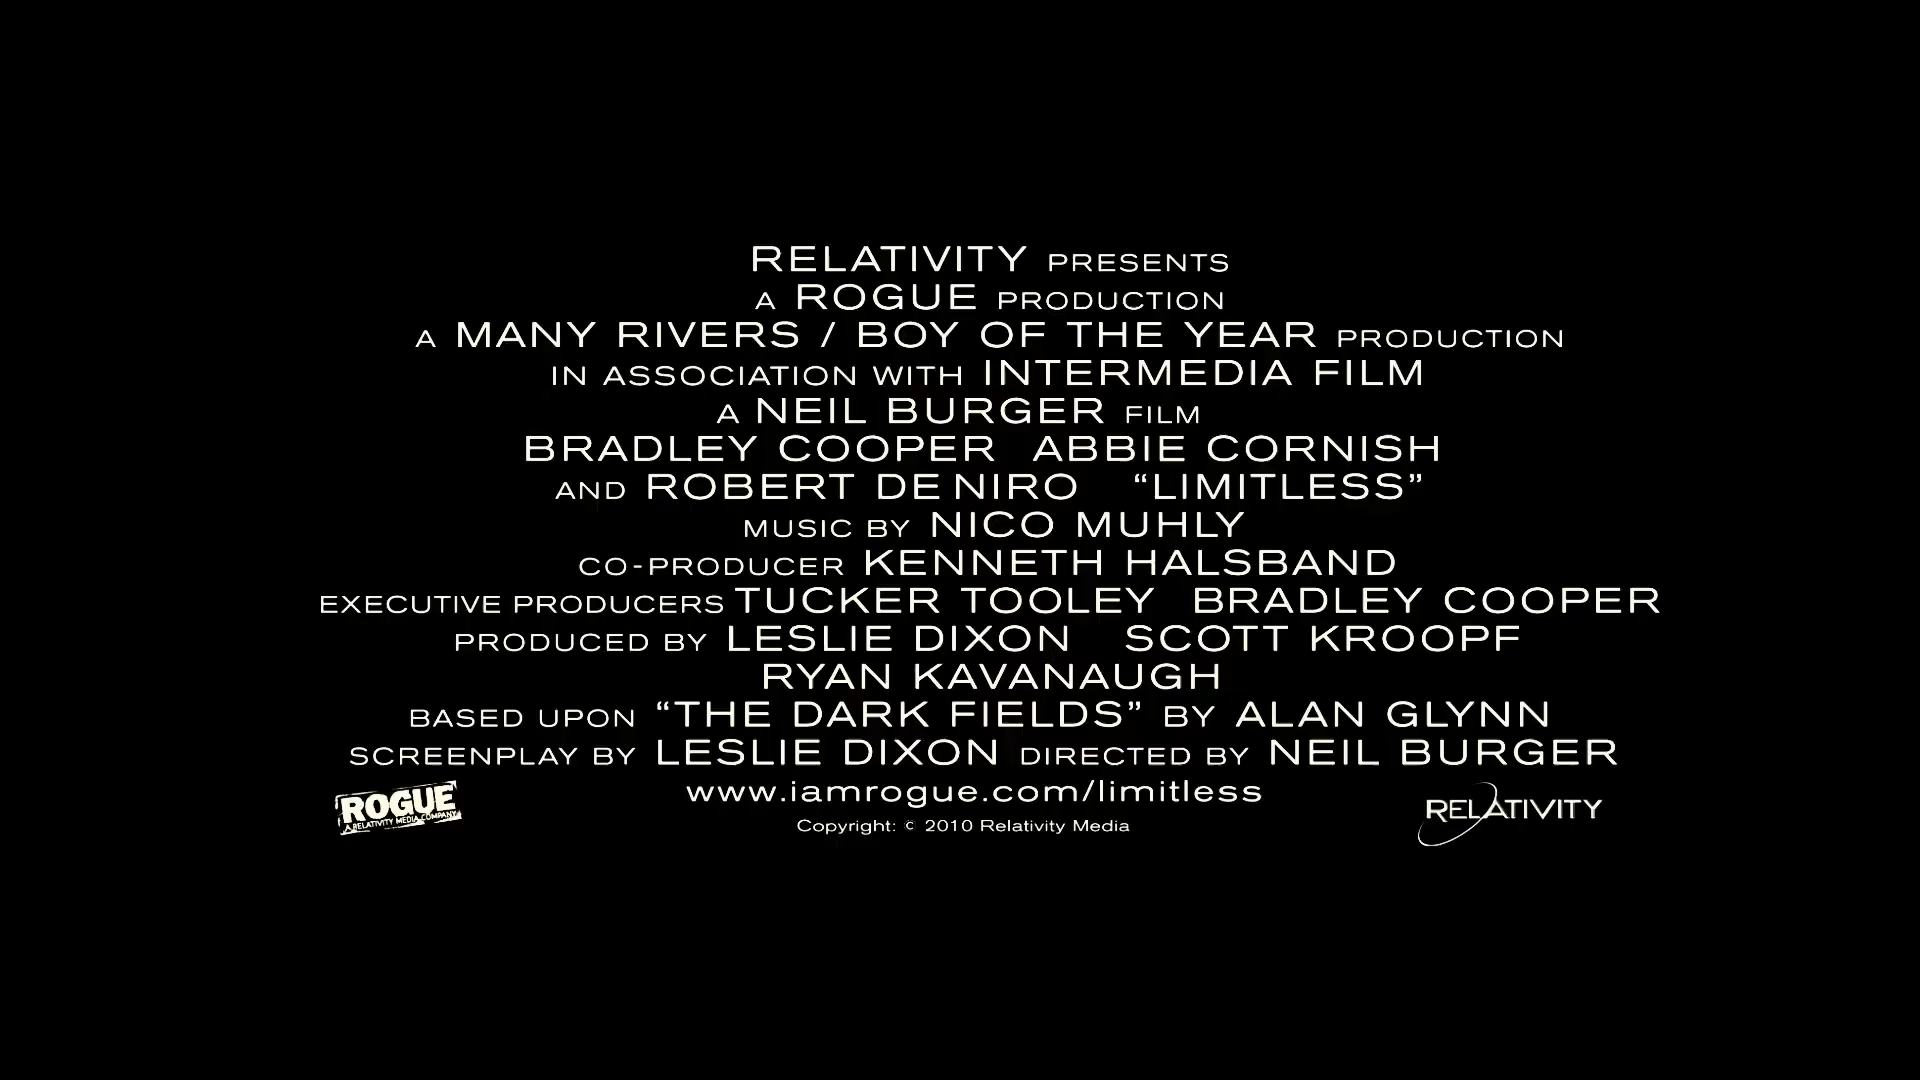 RELATIVITY PRESENTS
A ROGUE PRODUCTION
A MANY RIVERS / BOY OF THE YEAR PRODUCTION
IN ASSOCIATION WITH INTERMEDIA FILM
A NEIL BURGER FILM
BRADLEY COOPER ABBIE CORNISH
AND ROBERT DE NIRO “LIMITLESS”
MUSIC BY NICO MUHLY
CO-PRODUCER KENNETH HALSBAND
EXECUTIVE PRODUCERS TUCKER TOOLEY BRADLEY COOPER
PRODUCED BY LESLIE DIXON SCOTT KROOPF
RYAN KAVANAUGH
BASED UPON “THE DARK FIELDS” BY ALAN GLYNN
SCREENPLAY BY LESLIE DIXON DIRECTED BY NEIL BURGER
www.iamrogue.com/limitless
Copyright: © 2010 Relativity Media
ROGUE
A RELATIVITY MEDIA COMPANY
RELATIVITY